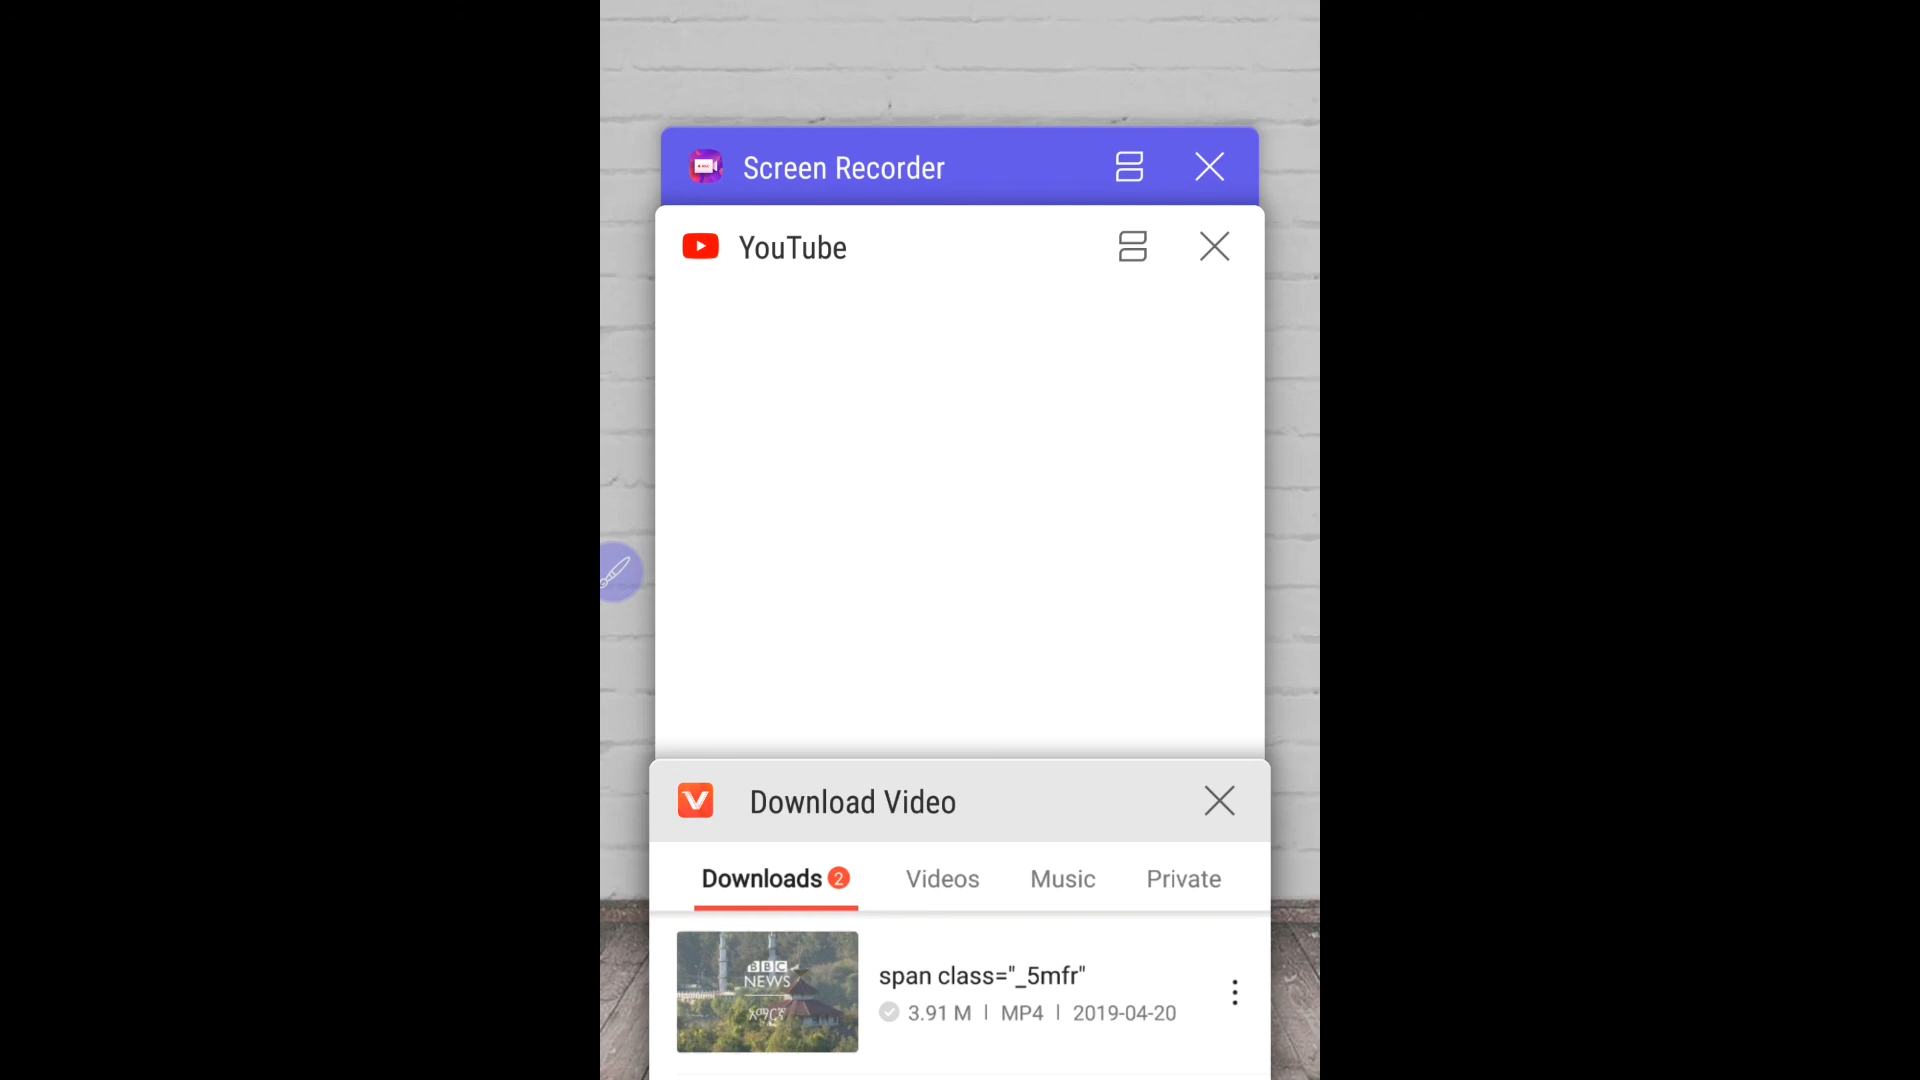 Screen Recorder
YouTube
Download Video
Downloads 2
Videos
Music
Private
BBC
NEWS
አማርኛ
span class="_5mfr"
3.91 M | MP4 | 2019-04-20